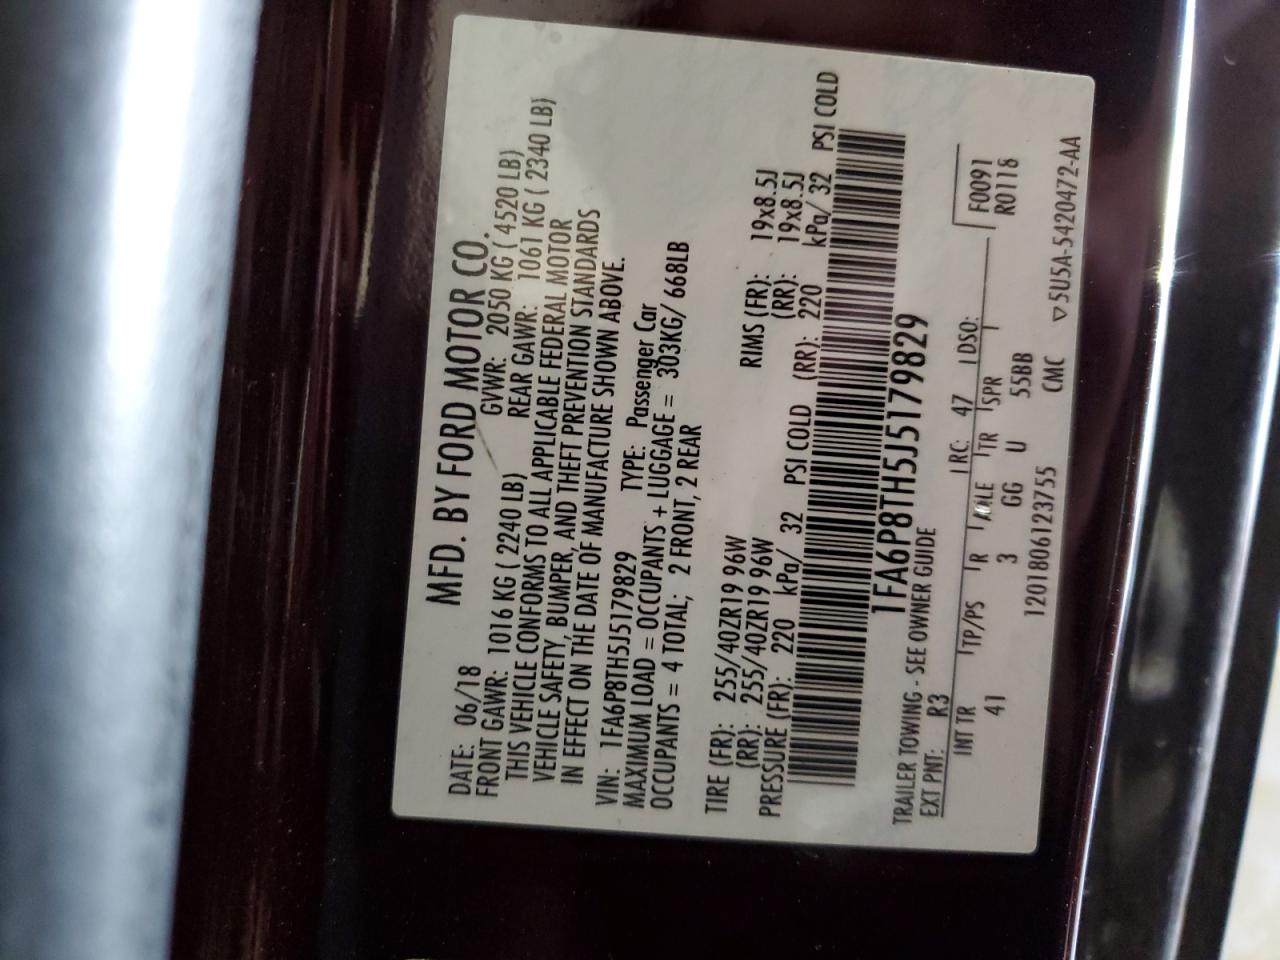 MFD. BY FORD MOTOR CO.
DATE: 06/18 GVWR: 2050 KG ( 4520 LB)
FRONT GAWR: 1016 KG ( 2240 LB) REAR GAWR: 1061 KG ( 2340 LB)
THIS VEHICLE CONFORMS TO ALL APPLICABLE FEDERAL MOTOR
VEHICLE SAFETY, BUMPER, AND THEFT PREVENTION STANDARDS
IN EFFECT ON THE DATE OF MANUFACTURE SHOWN ABOVE.
VIN: 1FA6P8TH5J5179829 TYPE: Passenger Car
MAXIMUM LOAD = OCCUPANTS + LUGGAGE = 303KG/ 668LB
OCCUPANTS = 4 TOTAL; 2 FRONT, 2 REAR
TIRE (FR): 255/40ZR19 96W RIMS (FR): 19x8.5J
(RR): 255/40ZR19 96W (RR): 19x8.5J
PRESSURE (FR): 220 kPa/ 32 PSI COLD (RR): 220 kPa/ 32 PSI COLD
1FA6P8TH5J5179829
TRAILER TOWING - SEE OWNER GUIDE
EXT PNT: R3 RC: 47 DSO: F0091
INT TR TP/PS R AXLE TR SPR R0118
41 3 GG U 55BB
1201806123755 CMC ▽5U5A-5420472-AA